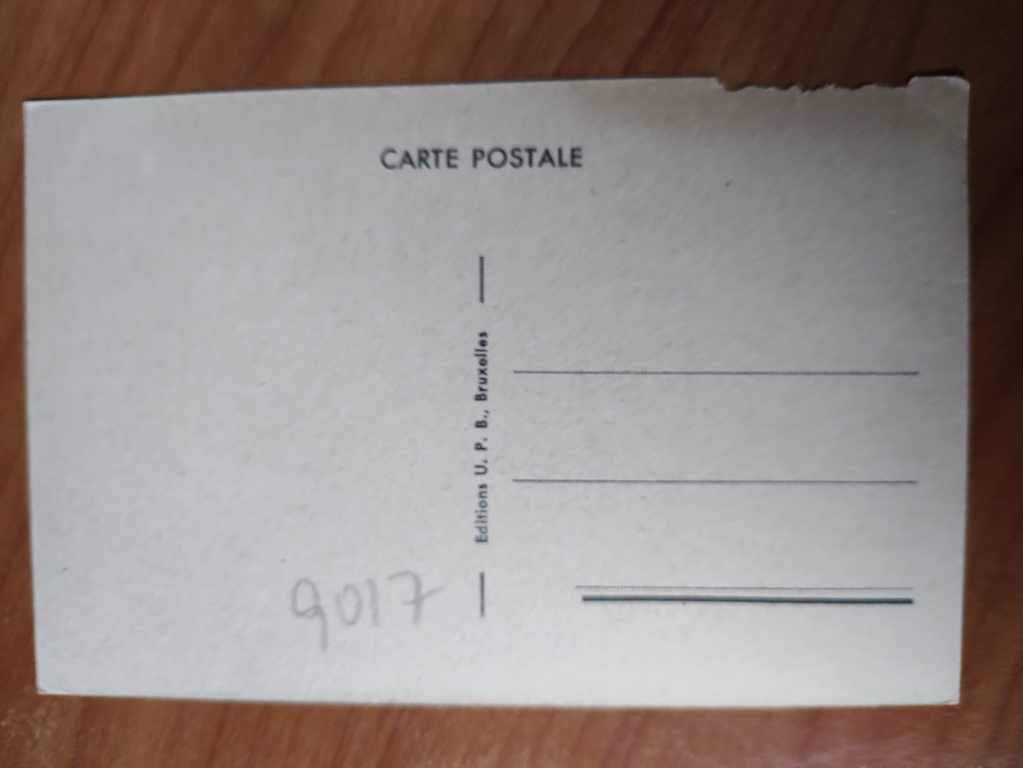 CARTE POSTALE
Editions U. P. B., Bruxelles
9017